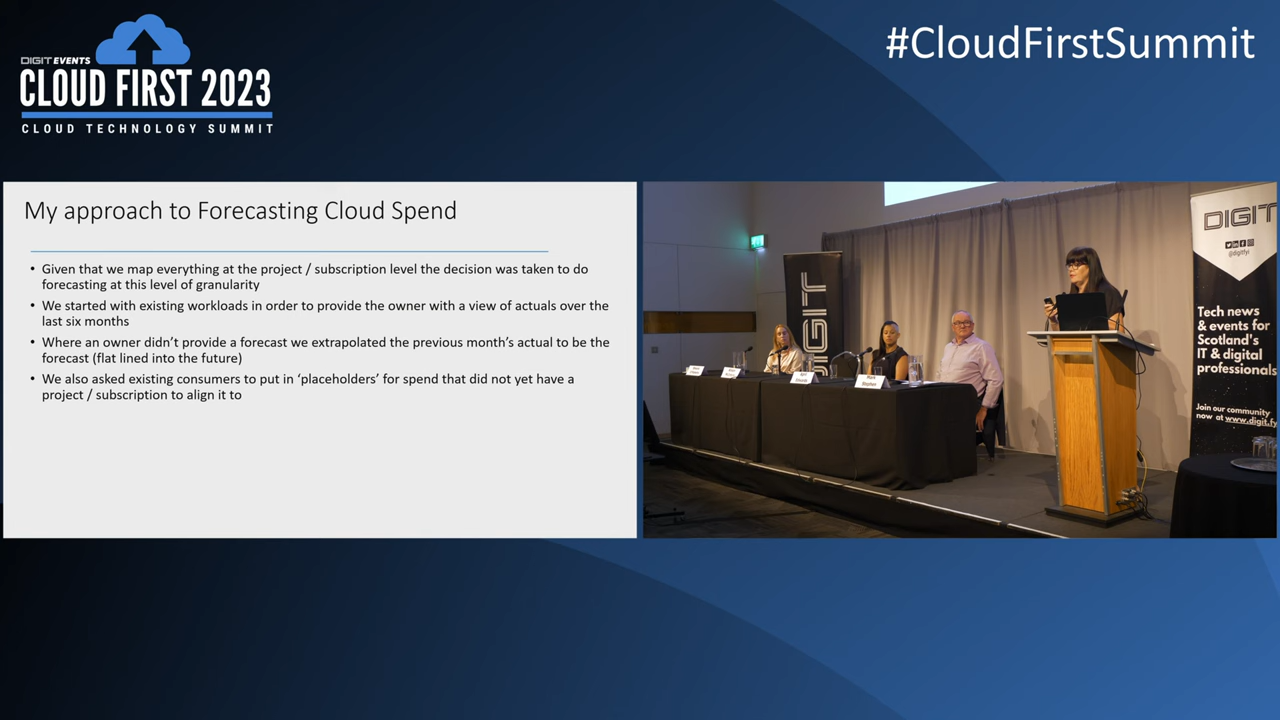 #CloudFirstSummit
DIGIT EVENTS
CLOUD FIRST 2023
CLOUD TECHNOLOGY SUMMIT
My approach to Forecasting Cloud Spend
• Given that we map everything at the project / subscription level the decision was taken to do
forecasting at this level of granularity
• We started with existing workloads in order to provide the owner with a view of actuals over the
last six months
• Where an owner didn’t provide a forecast we extrapolated the previous month’s actual to be the
forecast (flat lined into the future)
• We also asked existing consumers to put in ‘placeholders’ for spend that did not yet have a
project / subscription to align it to
DIGIT
Mark
Stephen
DIGIT
@digitfyi
Tech news
& events for
Scotland's
IT & digital
professionals
Join our community
now at www.digit.fy